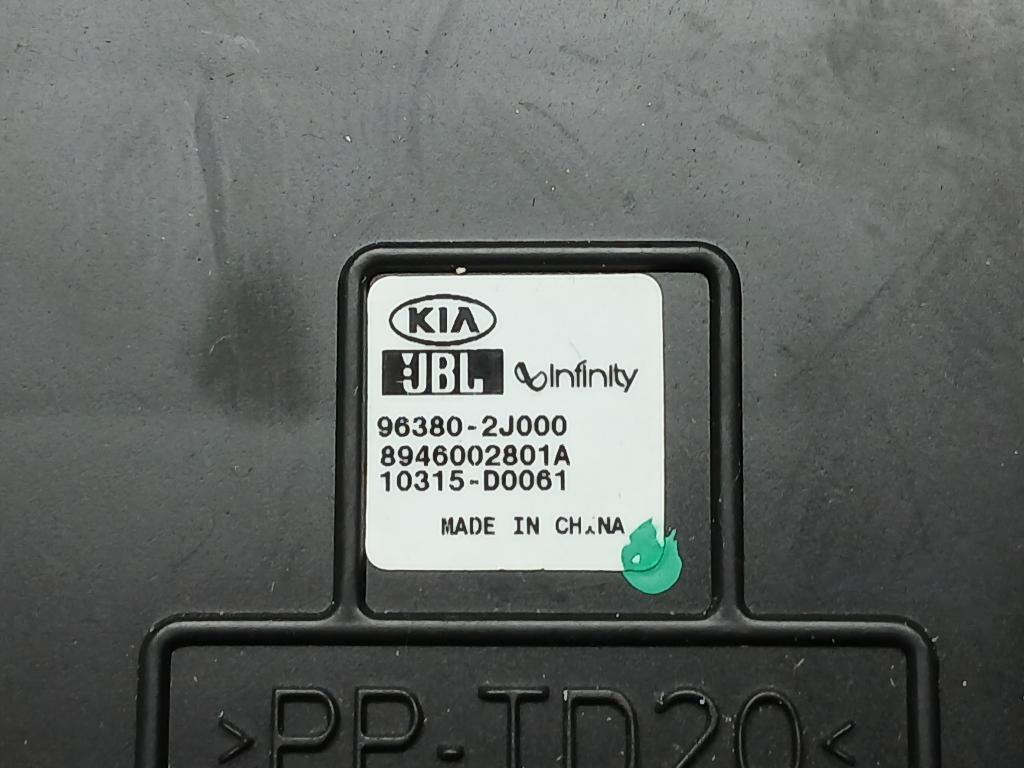 KIA
JBL infinity
96380-2J000
8946002801A
10315-D0061
MADE IN CHINA
>PP-TD20<